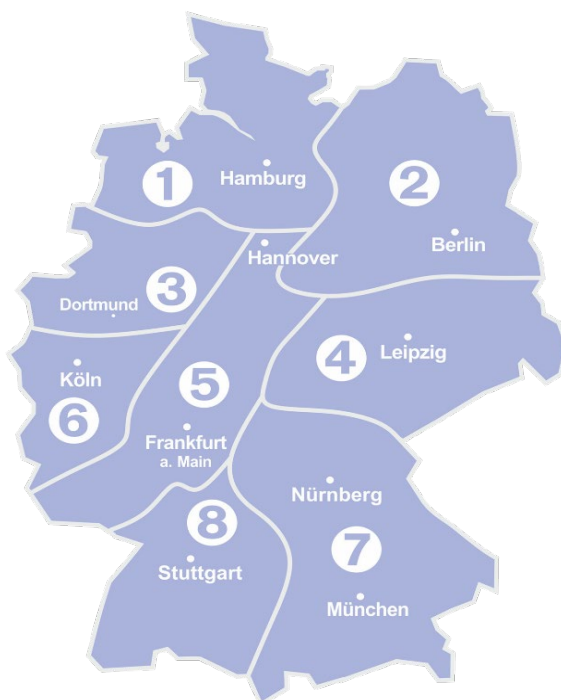 1
Hamburg
2
Berlin
Hannover
3
Dortmund
4
Leipzig
Köln
5
6
Frankfurt
a. Main
Nürnberg
8
Stuttgart
7
München